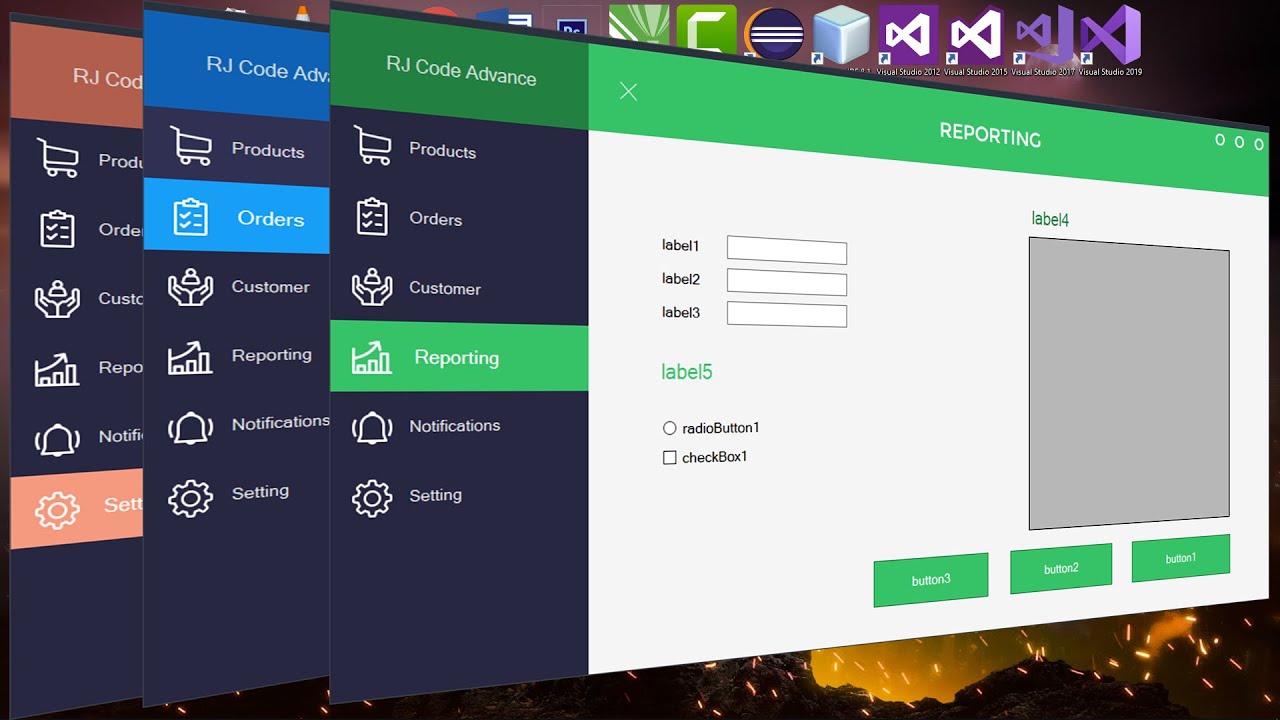 Visual Studio 2012
Visual Studio 2015
Visual Studio 2017
Visual Studio 2019
Ps
RJ Cod
Produ
Order
Custo
Repo
Notifi
Sett
RJ Code Adva
Products
Orders
Customer
Reporting
Notifications
Setting
RJ Code Advance
Products
Orders
Customer
Reporting
Notifications
Setting
REPORTING
label1
label2
label3
label4
label5
radioButton1
checkBox1
button3
button2
button1